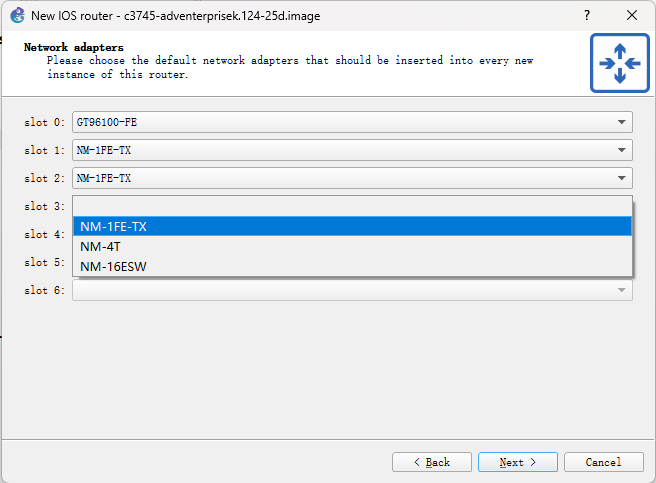 New IOS router - c3745-adventerprisek.124-25d.image
?
Network adapters
Please choose the default network adapters that should be inserted into every new
instance of this router.
slot 0: GT96100-FE
slot 1: NM-1FE-TX
slot 2: NM-1FE-TX
slot 3:
NM-1FE-TX
slot 4:
NM-4T
slot 5:
NM-16ESW
slot 6:
< Back Next > Cancel